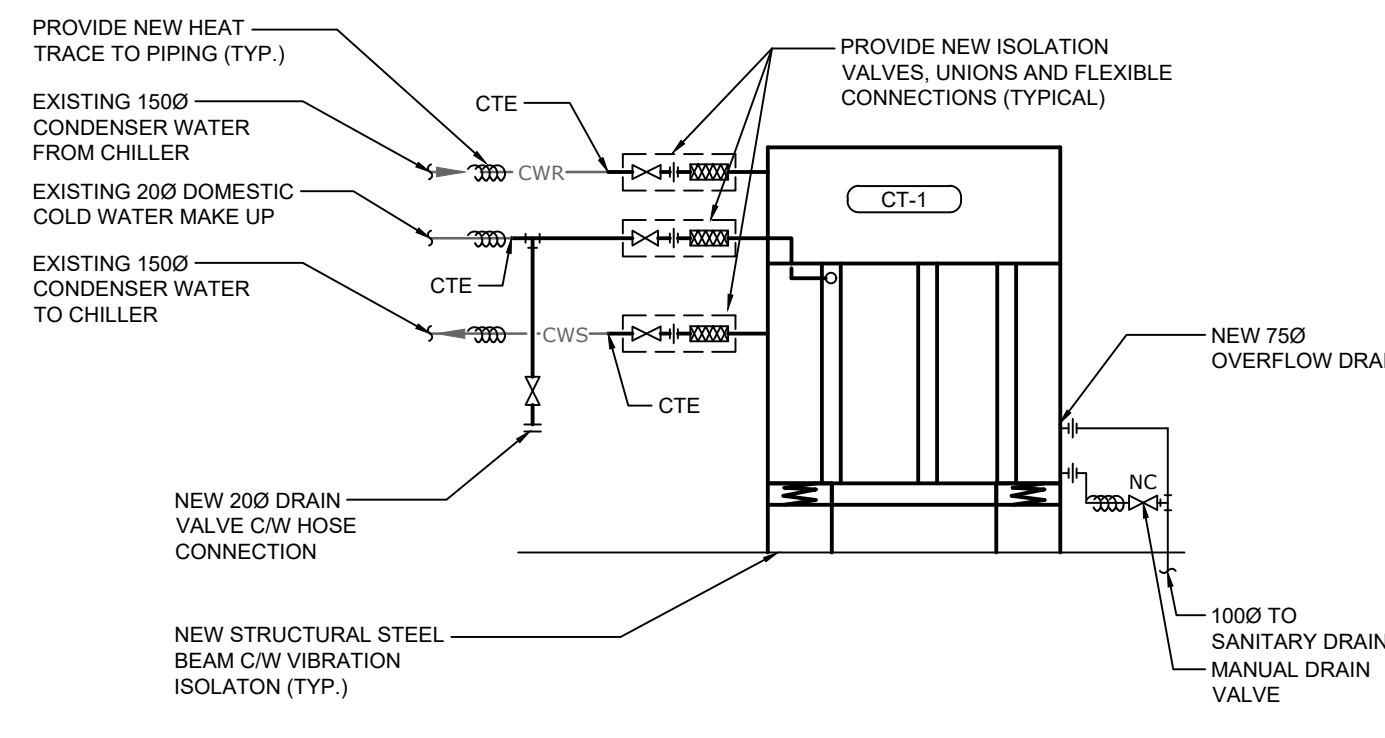 PROVIDE NEW HEAT
TRACE TO PIPING (TYP.)
EXISTING 150Ø
CONDENSER WATER
FROM CHILLER
EXISTING 20Ø DOMESTIC
COLD WATER MAKE UP
EXISTING 150Ø
CONDENSER WATER
TO CHILLER
CTE
CWR
CTE
CWS
CTE
PROVIDE NEW ISOLATION
VALVES, UNIONS AND FLEXIBLE
CONNECTIONS (TYPICAL)
CT-1
NEW 75Ø
OVERFLOW DRAI
NC
NEW 20Ø DRAIN
VALVE C/W HOSE
CONNECTION
NEW STRUCTURAL STEEL
BEAM C/W VIBRATION
ISOLATON (TYP.)
100Ø TO
SANITARY DRAIN
MANUAL DRAIN
VALVE